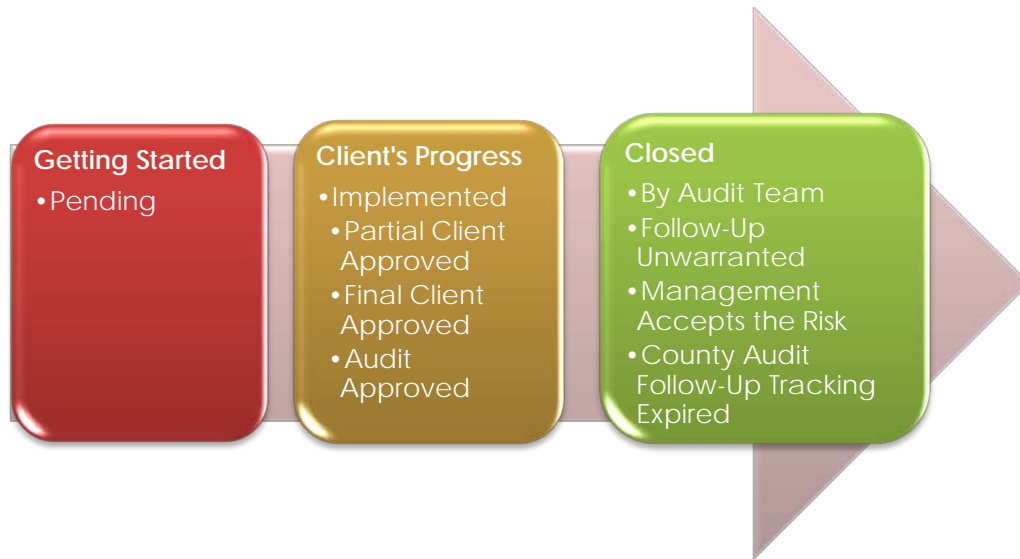 Getting Started
•Pending
Client's Progress
•Implemented
•Partial Client
Approved
•Final Client
Approved
•Audit
Approved
Closed
•By Audit Team
•Follow-Up
Unwarranted
•Management
Accepts the Risk
•County Audit
Follow-Up Tracking
Expired